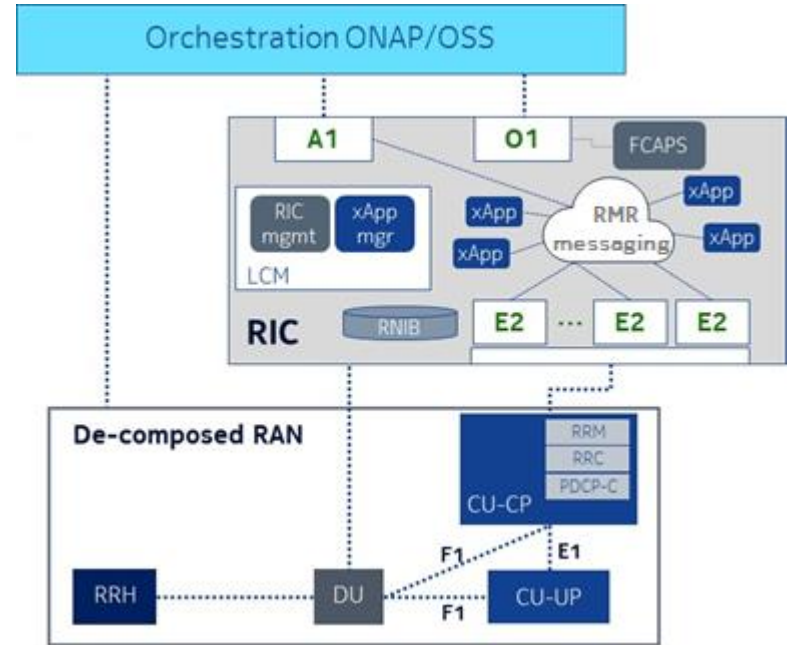 Orchestration ONAP/OSS
A1
O1
FCAPS
RIC
mgmt
xApp
mgr
LCM
xApp
xApp
RMR
messaging
xApp
xApp
RIC
RNIB
E2
...
E2
E2
De-composed RAN
RRM
RRC
PDCP-C
CU-CP
F1
E1
RRH
DU
F1
CU-UP